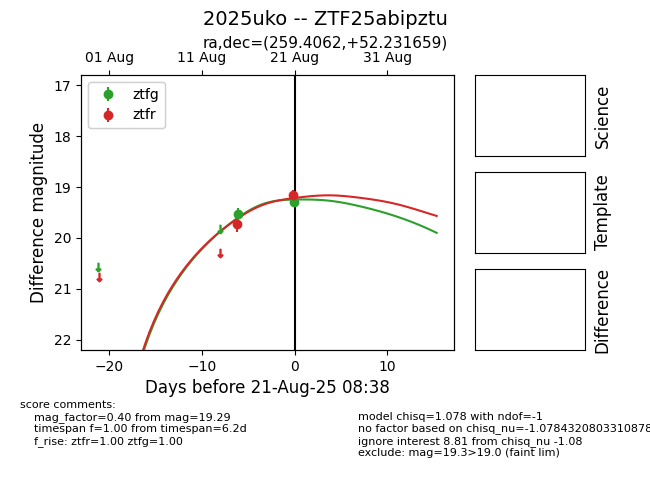 2025uko -- ZTF25abipztu
ra,dec=(259.4062,+52.231659)
01 Aug
11 Aug
21 Aug
31 Aug
ztfg
ztfr
17
18
19
20
21
22
Difference magnitude
−20
−10
0
10
Days before 21-Aug-25 08:38
Science
Template
Difference
score comments:
mag_factor=0.40 from mag=19.29
timespan f=1.00 from timespan=6.2d
f_rise: ztfr=1.00 ztfg=1.00
model chisq=1.078 with ndof=-1
no factor based on chisq_nu=-1.0784320803310878
ignore interest 8.81 from chisq_nu -1.08
exclude: mag=19.3>19.0 (faint lim)